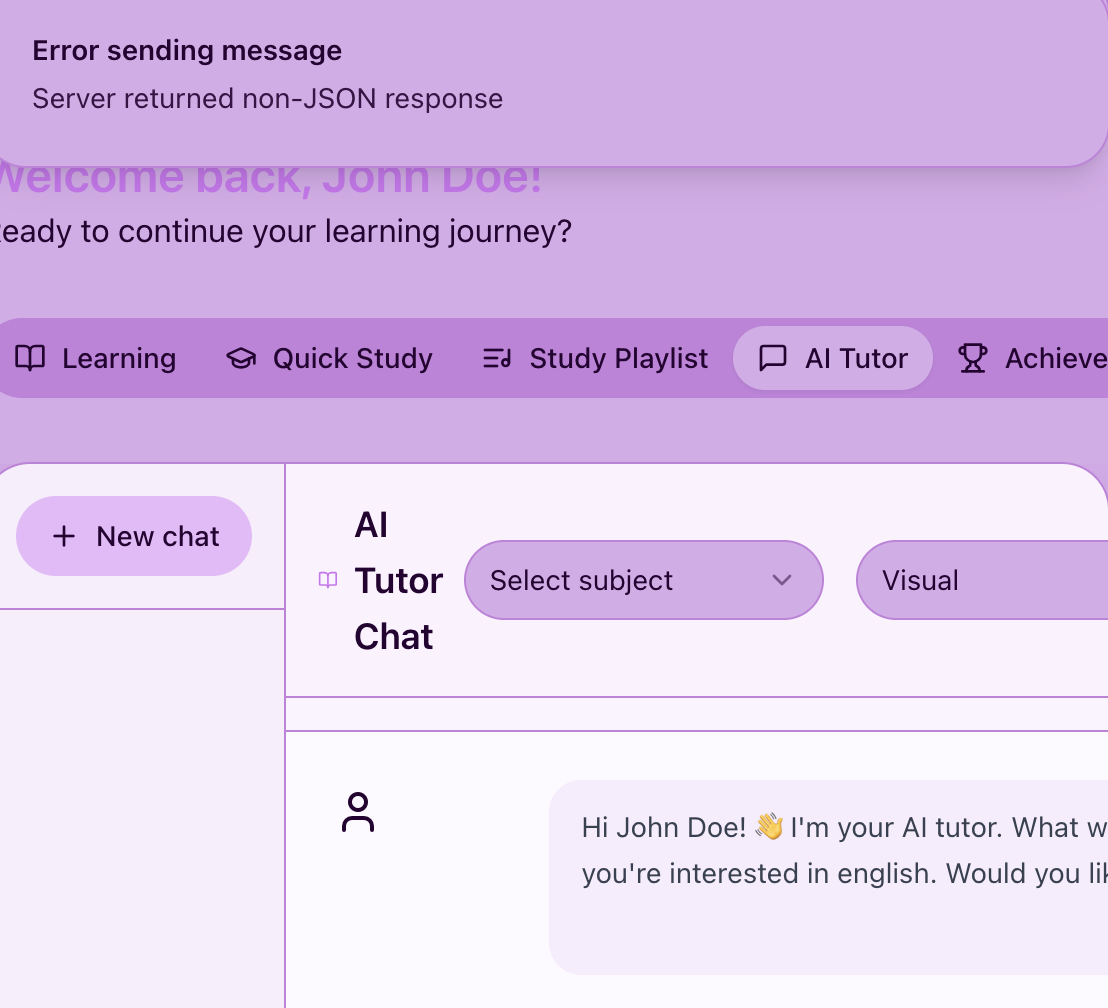 Error sending message
Server returned non-JSON response
Welcome back, John Doe!
eady to continue your learning journey?
Learning Quick Study Study Playlist AI Tutor Achieve
New chat
AI
Tutor
Chat
Select subject
Visual
Hi John Doe! 👋 I'm your AI tutor. What w
you're interested in english. Would you lik